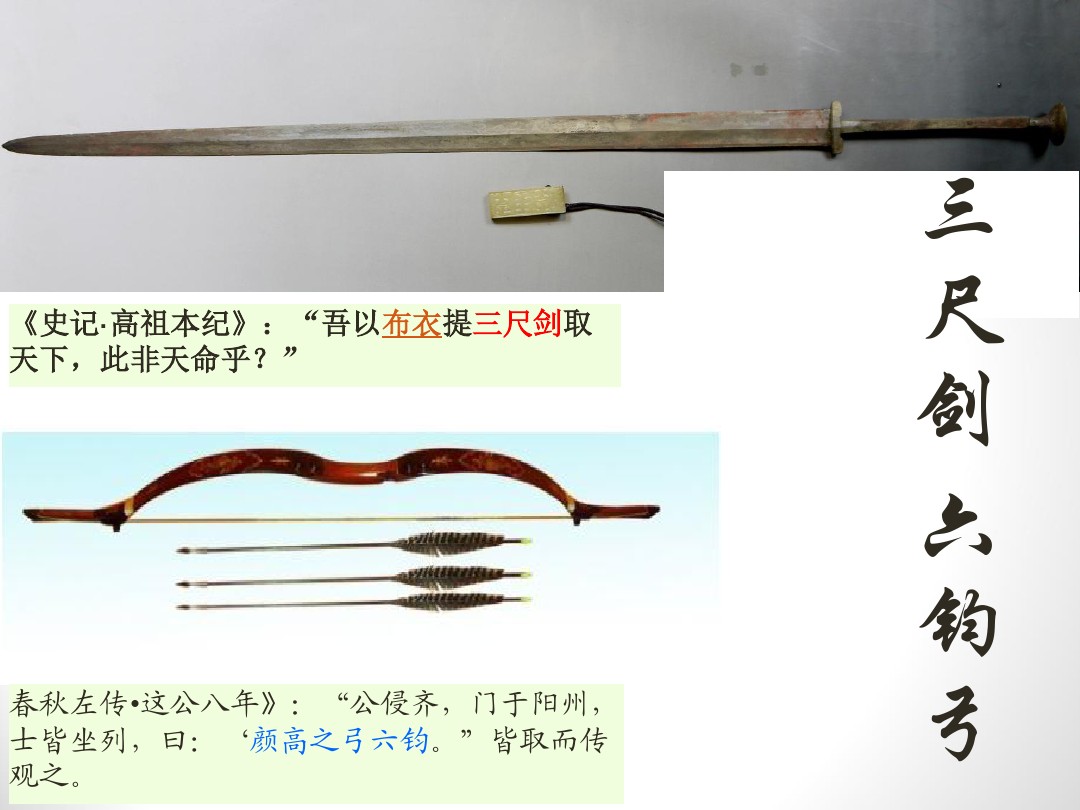 三尺剑 六钧弓
《史记·高祖本纪》：“吾以布衣提三尺剑取
天下，此非天命乎？”
春秋左传•这公八年》：“公侵齐，门于阳州，
士皆坐列，曰：‘颜高之弓六钧。”皆取而传
观之。